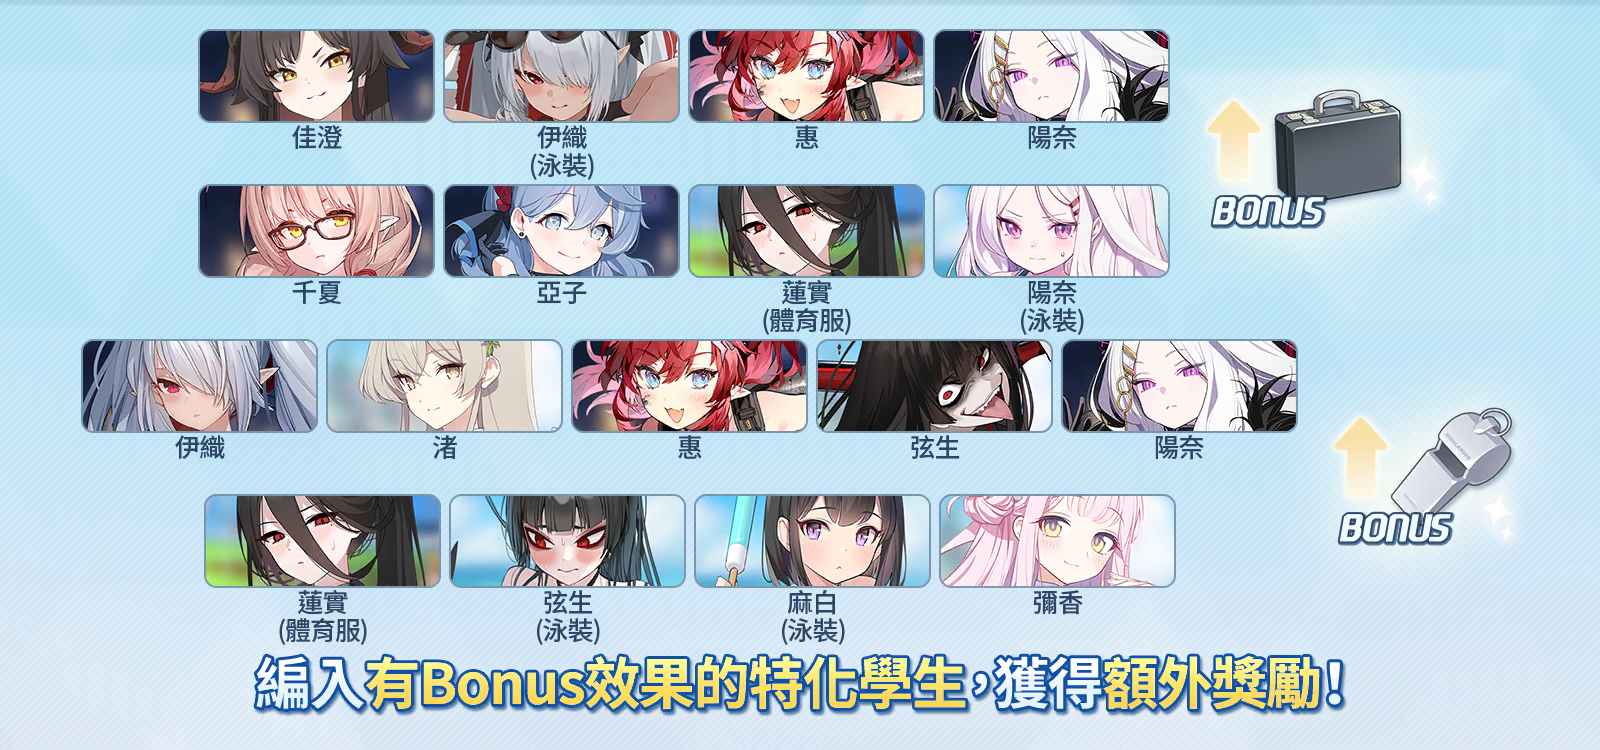 佳澄
伊織
(泳裝)
惠
陽奈
BONUS
千夏
亞子
蓮實
(體育服)
陽奈
(泳裝)
伊織
渚
惠
弦生
陽奈
BONUS
蓮實
(體育服)
弦生
(泳裝)
麻白
(泳裝)
彌香
編入有Bonus效果的特化學生,獲得額外獎勵!